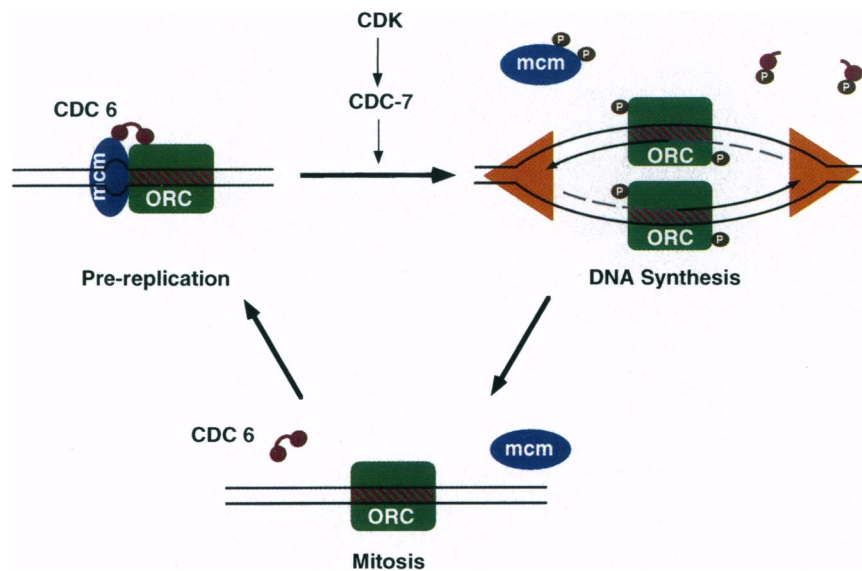 CDK
CDC-7
CDC 6
mcm
ORC
Pre-replication
P
P
mcm
P
P
P
ORC
P
P
ORC
P
DNA Synthesis
CDC 6
mcm
ORC
Mitosis